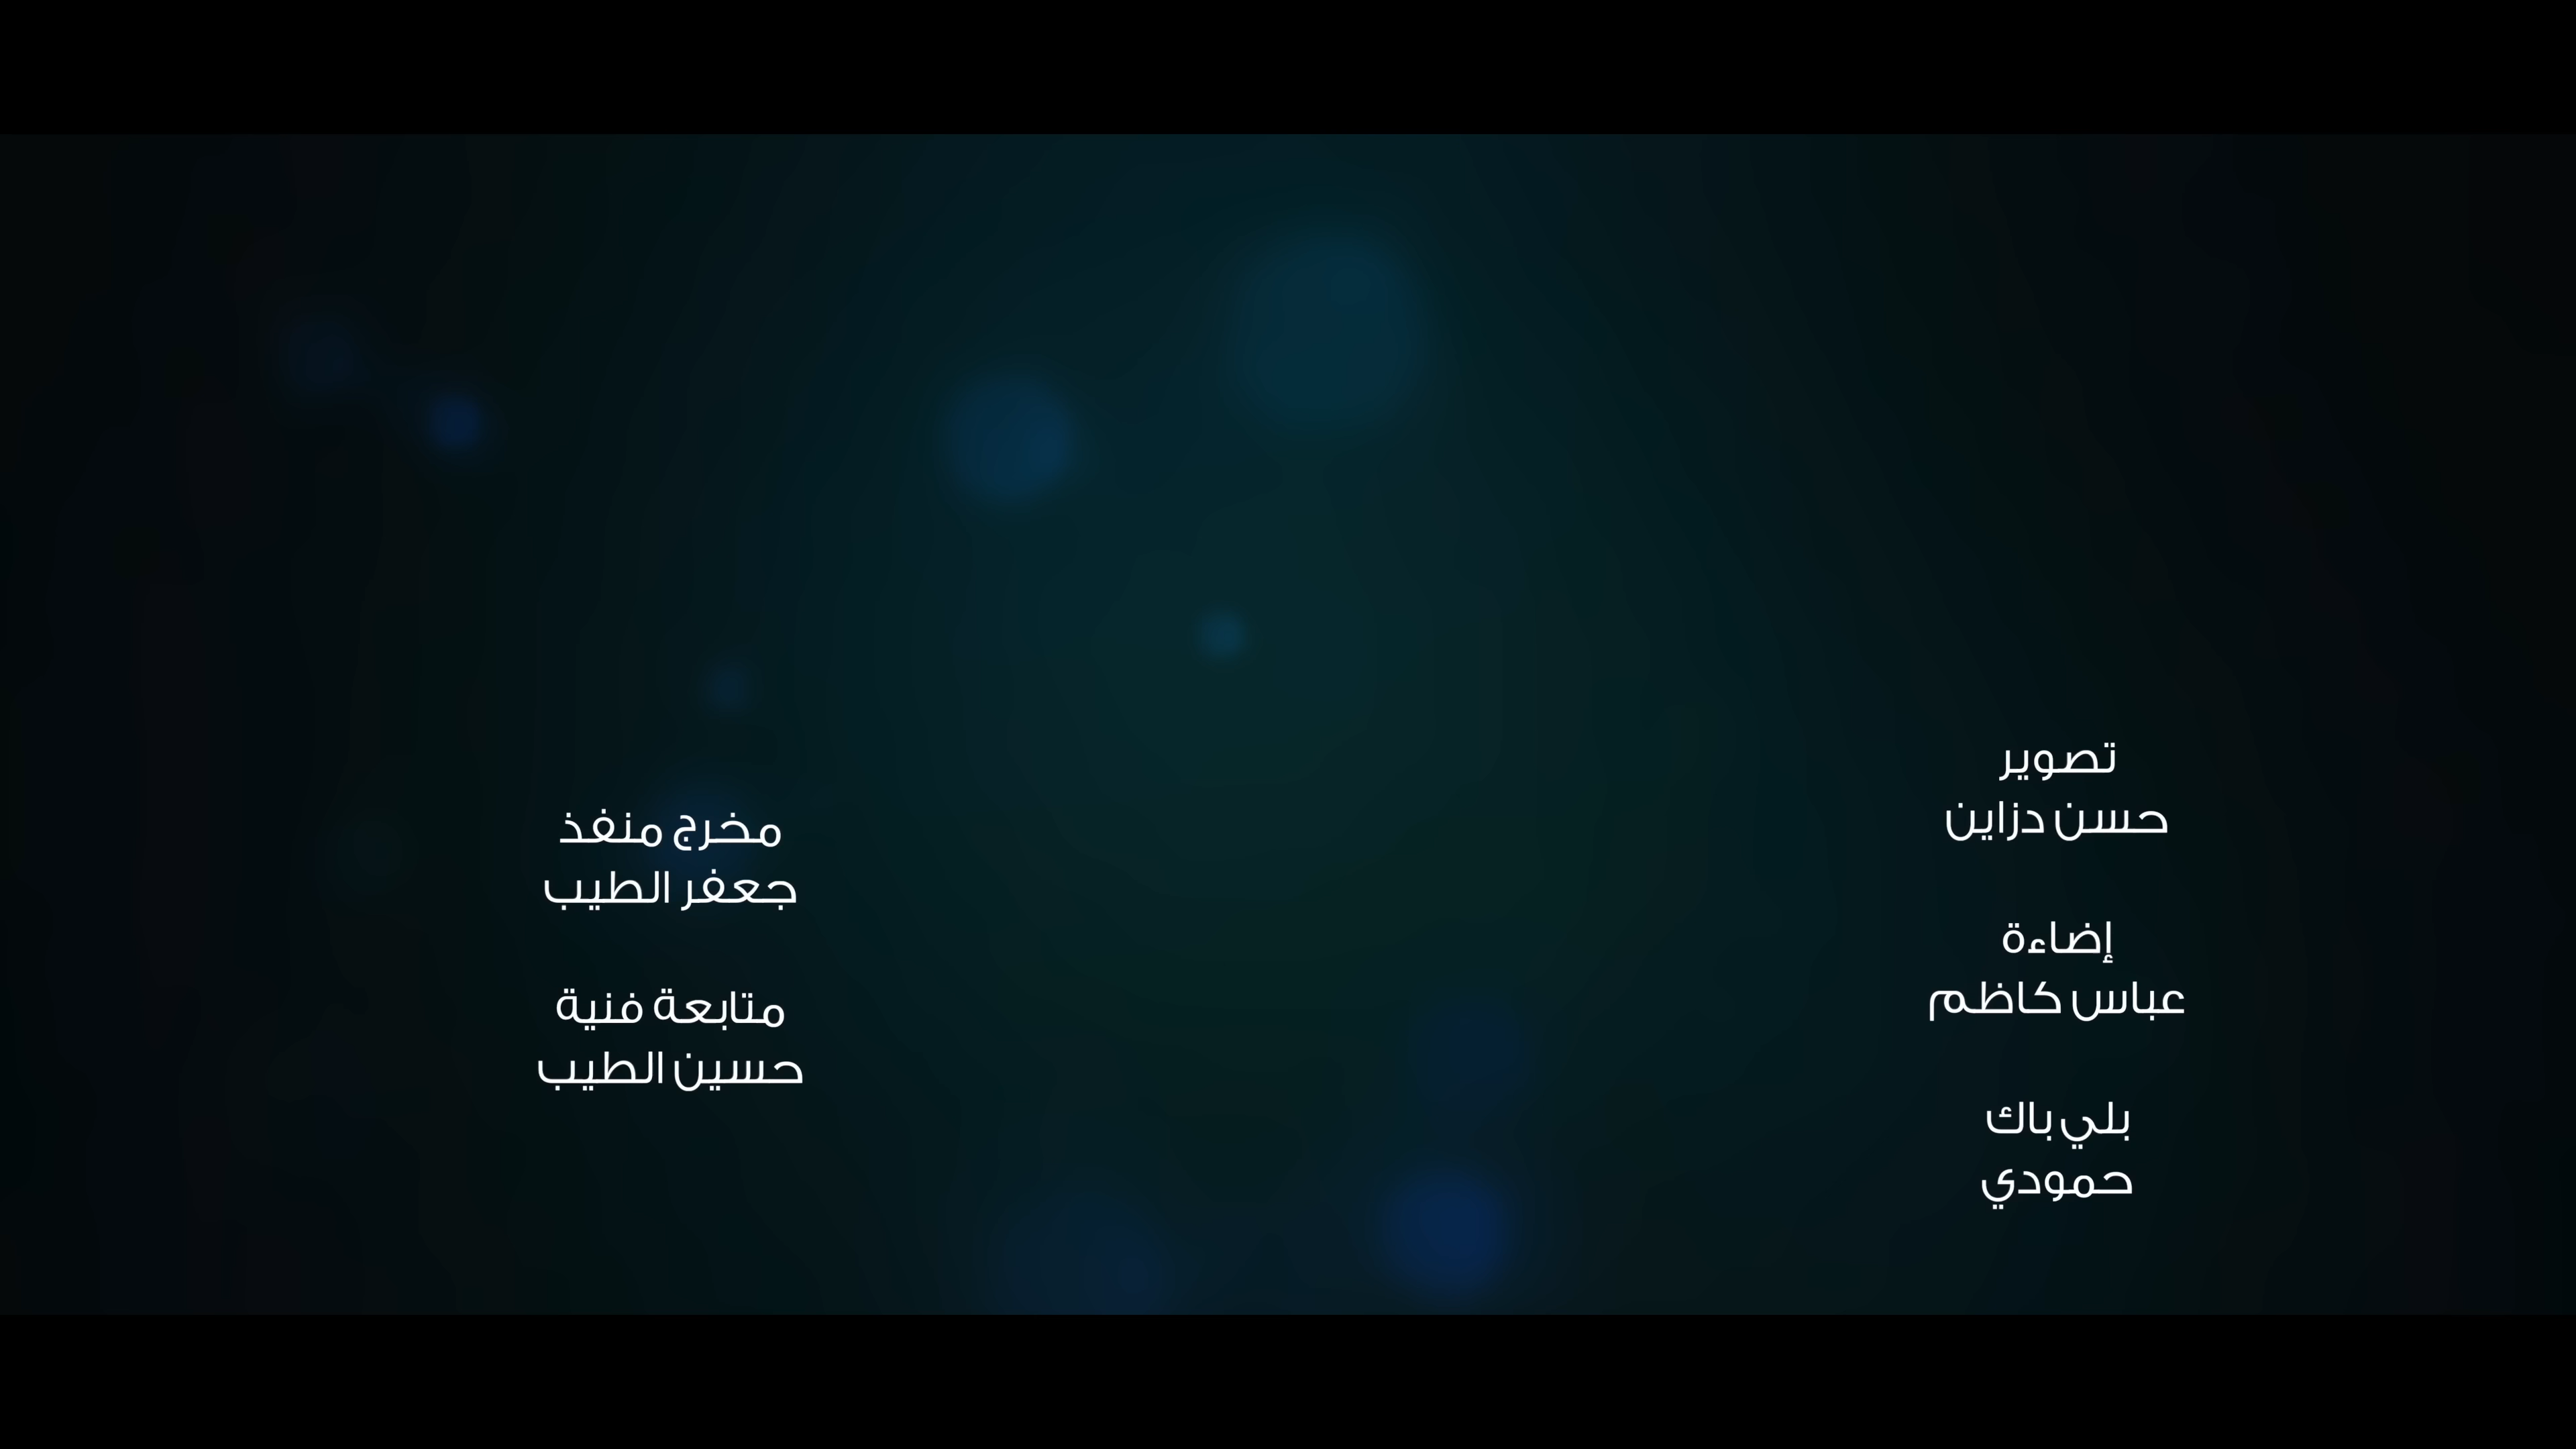 تصوير
حسن دزاين
إضاءة
عباس كاظم
بلي باك
حمودي
مخرج منفذ
جعفر الطيب
متابعة فنية
حسين الطيب